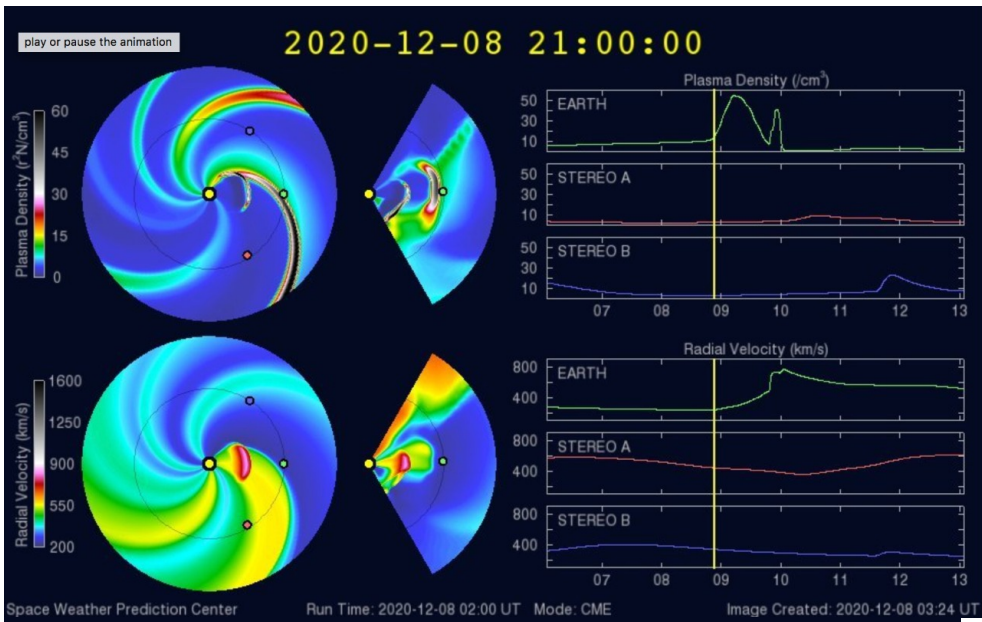 play or pause the animation
2020-12-08 21:00:00
Plasma Density (r²N/cm³)
60
45
30
15
0
Plasma Density (/cm³)
EARTH
50
30
10
STEREO A
50
30
10
STEREO B
50
30
10
07 08 09 10 11 12 13
Radial Velocity (km/s)
1600
1250
900
550
200
Radial Velocity (km/s)
EARTH
800
400
STEREO A
800
400
STEREO B
800
400
07 08 09 10 11 12 13
Space Weather Prediction Center Run Time: 2020-12-08 02:00 UT Mode: CME Image Created: 2020-12-08 03:24 UT